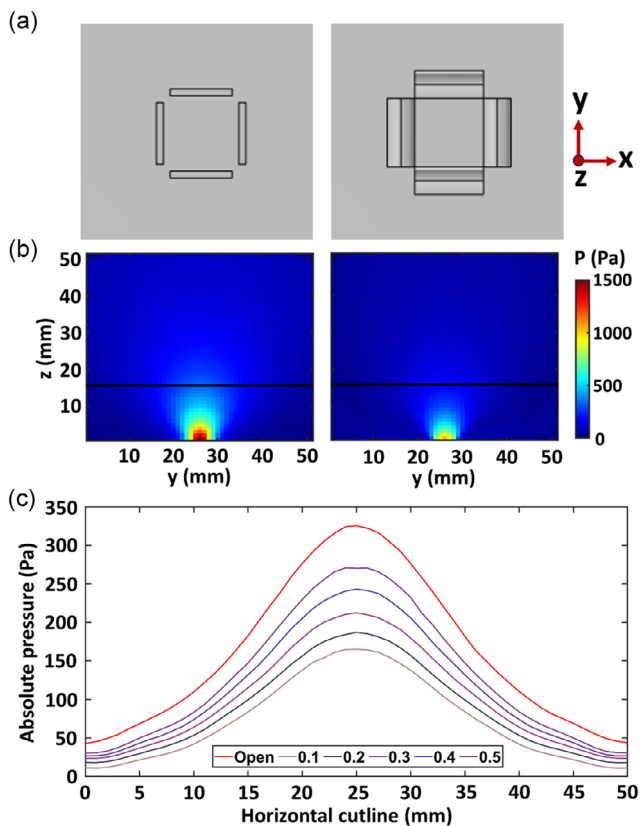 (a)
y
x
z
(b)
P (Pa)
1500
1000
500
0
z (mm)
50
40
30
20
10
10 20 30 40 50
y (mm)
10 20 30 40 50
y (mm)
(c)
Absolute pressure (Pa)
350
300
250
200
150
100
50
0
Open 0.1 0.2 0.3 0.4 0.5
0 5 10 15 20 25 30 35 40 45 50
Horizontal cutline (mm)